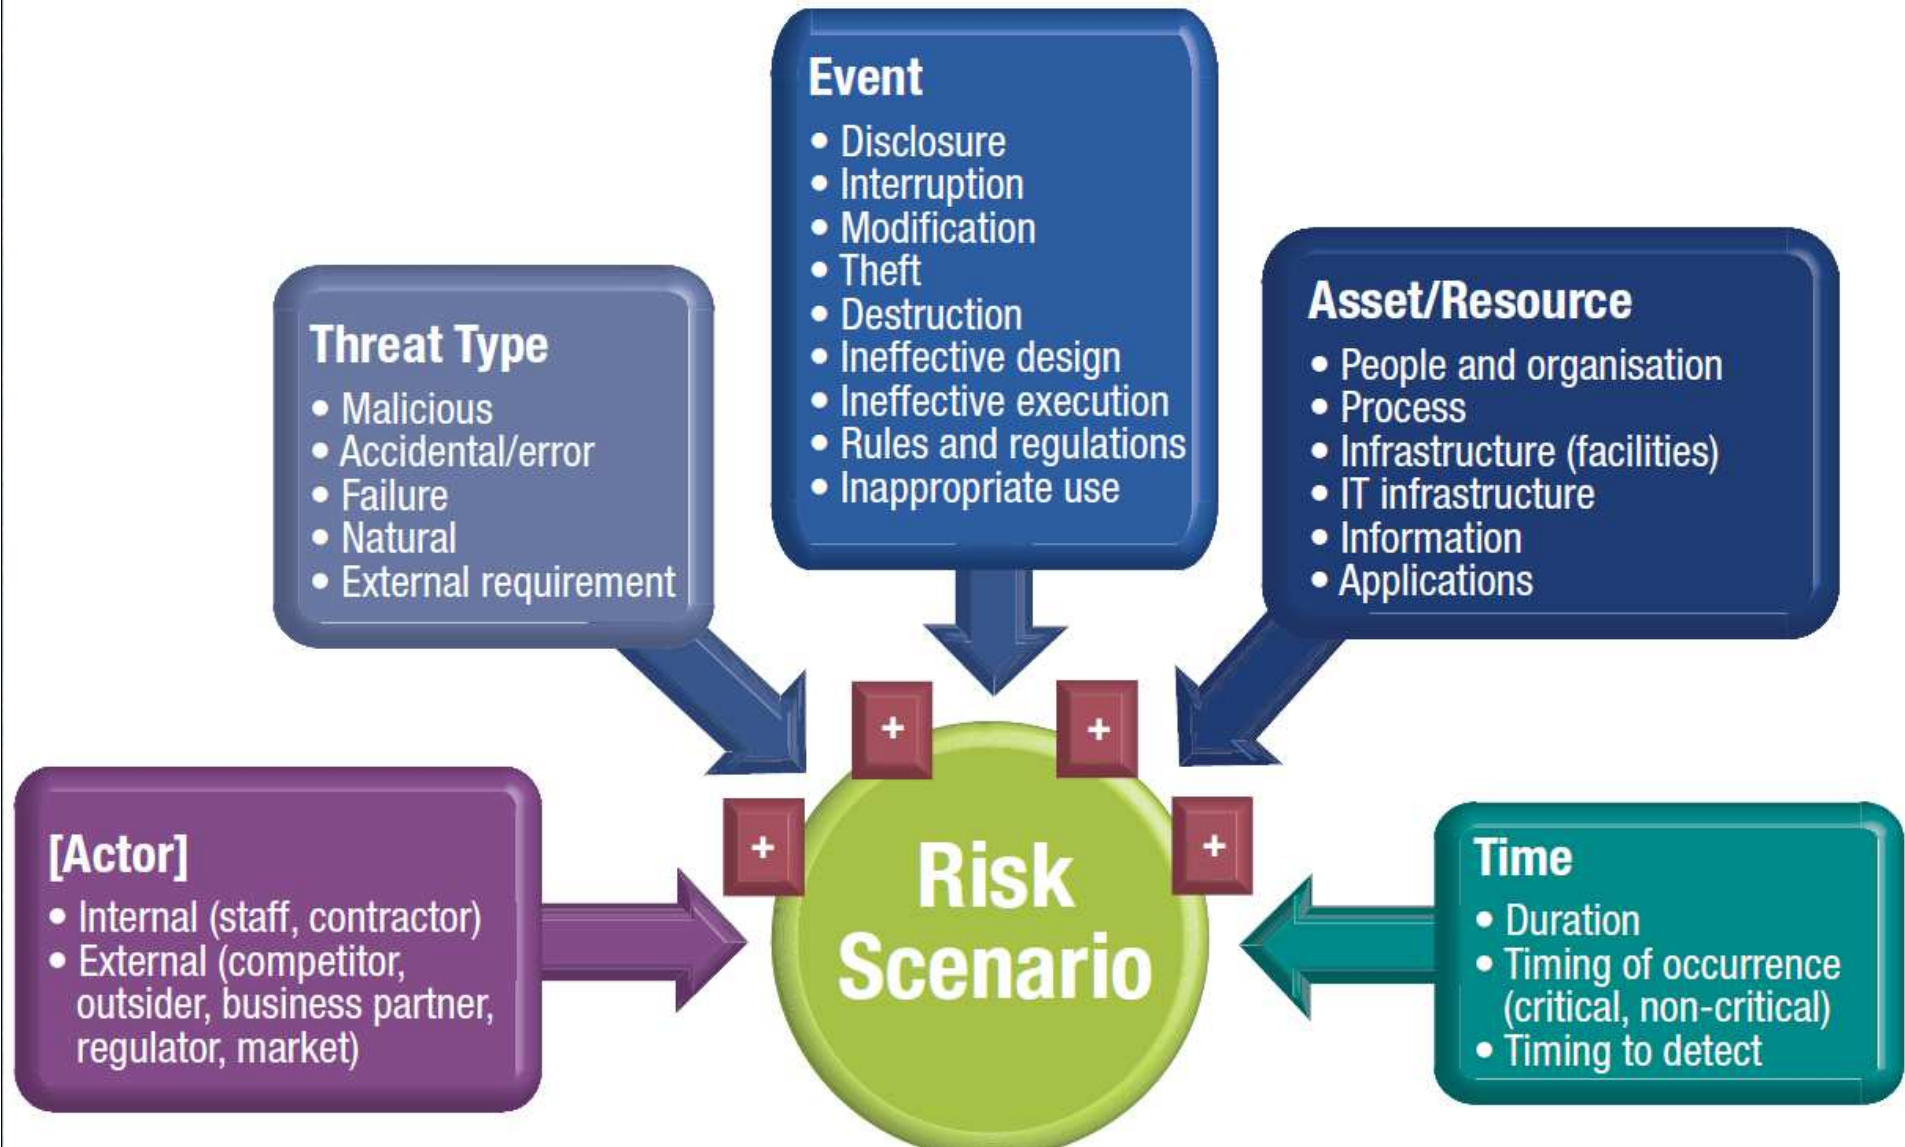 Event
• Disclosure
• Interruption
• Modification
• Theft
• Destruction
• Ineffective design
• Ineffective execution
• Rules and regulations
• Inappropriate use
Threat Type
• Malicious
• Accidental/error
• Failure
• Natural
• External requirement
Asset/Resource
• People and organisation
• Process
• Infrastructure (facilities)
• IT infrastructure
• Information
• Applications
[Actor]
• Internal (staff, contractor)
• External (competitor,
outsider, business partner,
regulator, market)
+
+
+
+
Risk
Scenario
Time
• Duration
• Timing of occurrence
(critical, non-critical)
• Timing to detect